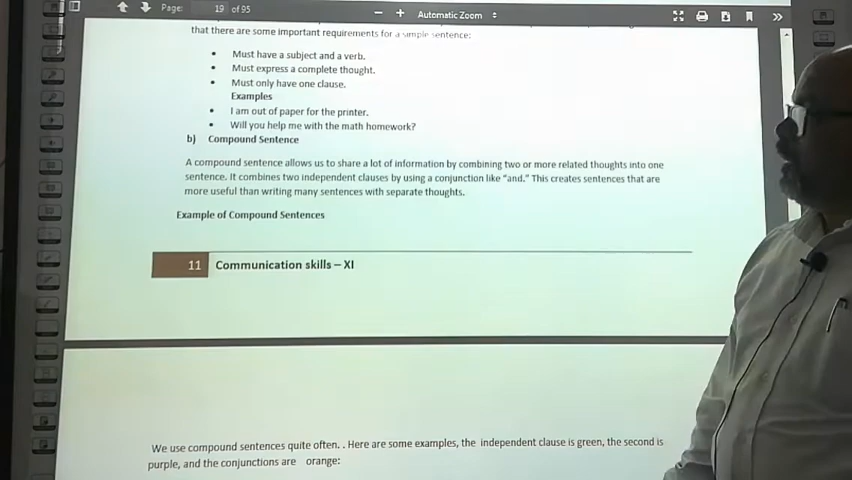 Page: 19 of 95 Automatic Zoom
that there are some important requirements for a simple sentence:
• Must have a subject and a verb.
• Must express a complete thought.
• Must only have one clause.
Examples
• I am out of paper for the printer.
• Will you help me with the math homework?
b) Compound Sentence
A compound sentence allows us to share a lot of information by combining two or more related thoughts into one
sentence. It combines two independent clauses by using a conjunction like "and." This creates sentences that are
more useful than writing many sentences with separate thoughts.
Example of Compound Sentences
11 Communication skills – XI
We use compound sentences quite often. . Here are some examples, the independent clause is green, the second is
purple, and the conjunctions are orange: